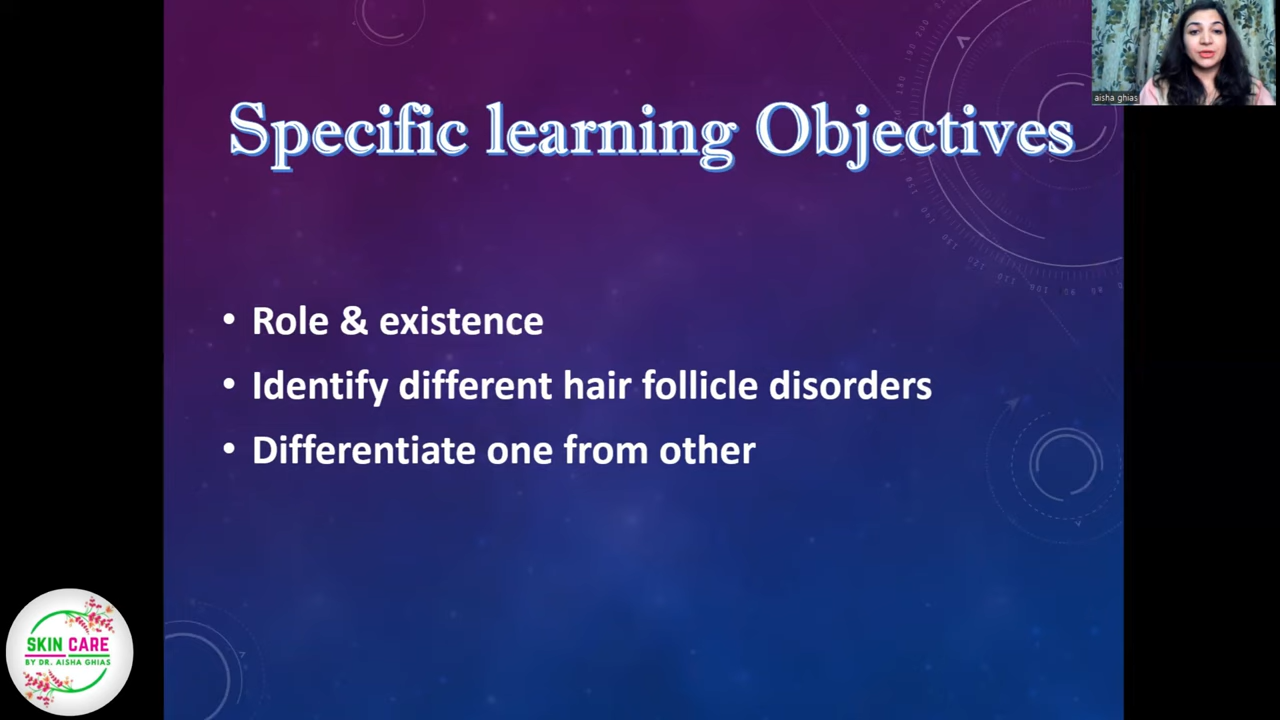 Specific learning Objectives
aisha ghias
• Role & existence
• Identify different hair follicle disorders
• Differentiate one from other
SKIN CARE
BY DR. AISHA GHIAS